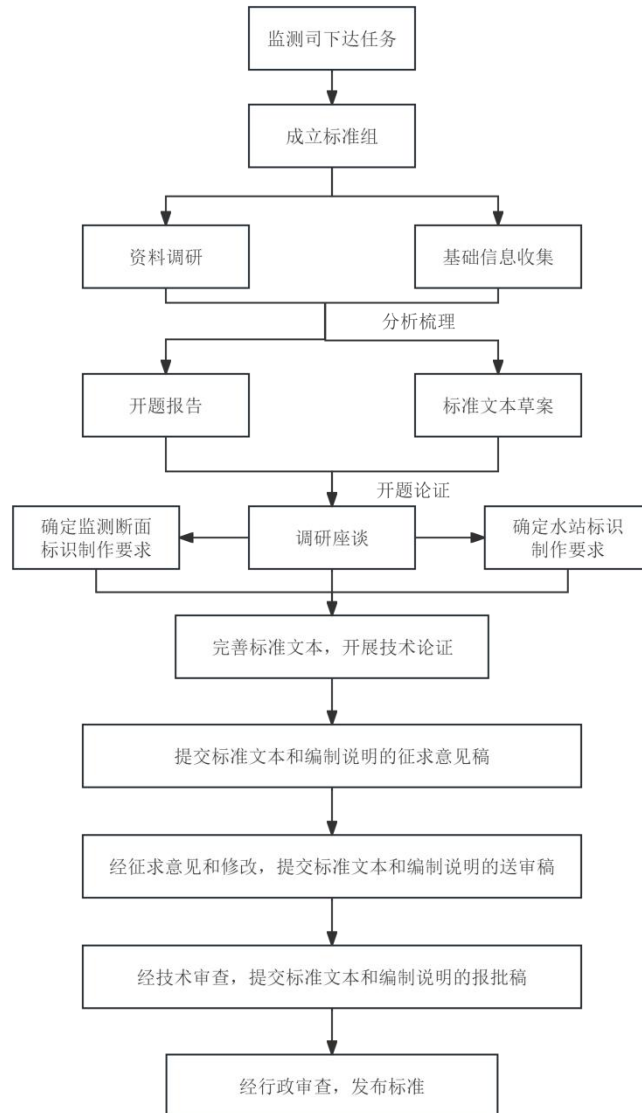 监测司下达任务
成立标准组
资料调研
基础信息收集
分析梳理
开题报告
标准文本草案
开题论证
确定监测断面
标识制作要求
调研座谈
确定水站标识
制作要求
完善标准文本，开展技术论证
提交标准文本和编制说明的征求意见稿
经征求意见和修改，提交标准文本和编制说明的送审稿
经技术审查，提交标准文本和编制说明的报批稿
经行政审查，发布标准